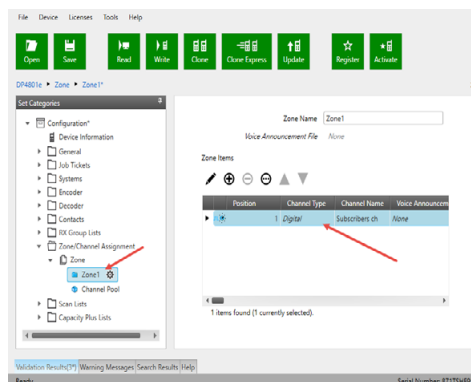 File Device Licenses Tools Help
Open Save Read Write Clone Clone Express Update Register Activate
DP4801e Zone Zone1*
Set Categories
Configuration*
Device Information
General
Job Tickets
Systems
Encoder
Decoder
Contacts
RX Group Lists
Zone/Channel Assignment
Zone
Zone1
Channel Pool
Scan Lists
Capacity Plus Lists
Zone Name Zone1
Voice Announcement File None
Zone Items
Position Channel Type Channel Name Voice Announcem
1 Digital Subscribers ch None
1 items found (1 currently selected).
Validation Results(3*) Warning Messages Search Results Help
Ready Serial Number: